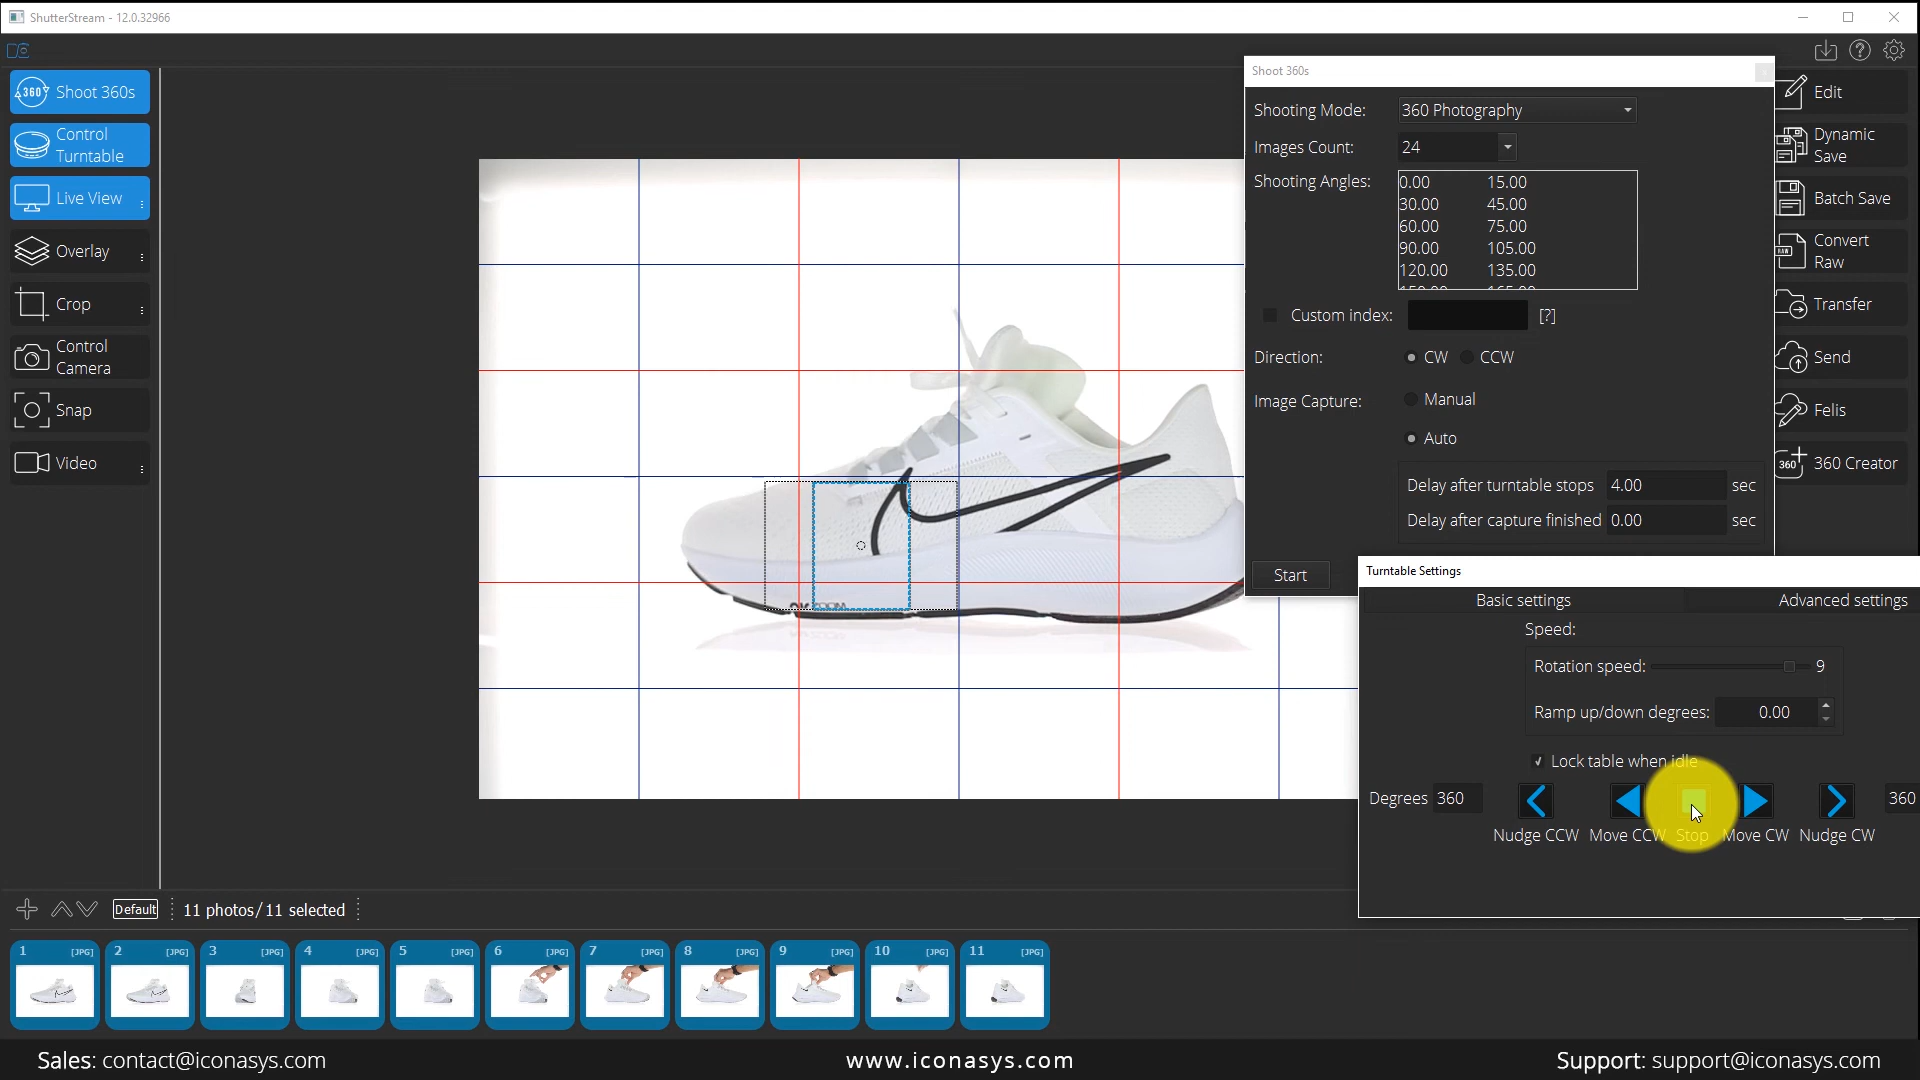 ShutterStream - 12.0.32966
Shoot 360s
Control
Turntable
Live View
Overlay
Crop
Control
Camera
Snap
Video
Shoot 360s
Shooting Mode: 360 Photography
Images Count: 24
Shooting Angles: 0.00 15.00
30.00 45.00
60.00 75.00
90.00 105.00
120.00 135.00
150.00 165.00
Custom index: [?]
Direction: CW CCW
Image Capture: Manual
Auto
Delay after turntable stops 4.00 sec
Delay after capture finished 0.00 sec
Start
Edit
Dynamic
Save
Batch Save
Convert
Raw
Transfer
Send
Felis
360 Creator
Turntable Settings
Basic settings Advanced settings
Speed:
Rotation speed: 9
Ramp up/down degrees: 0.00
Lock table when idle
Degrees 360 360
Nudge CCW Move CCW Stop Move CW Nudge CW
Default 11 photos/11 selected
1 [JPG] 2 [JPG] 3 [JPG] 4 [JPG] 5 [JPG] 6 [JPG] 7 [JPG] 8 [JPG] 9 [JPG] 10 [JPG] 11 [JPG]
Sales: contact@iconasys.com www.iconasys.com Support: support@iconasys.com